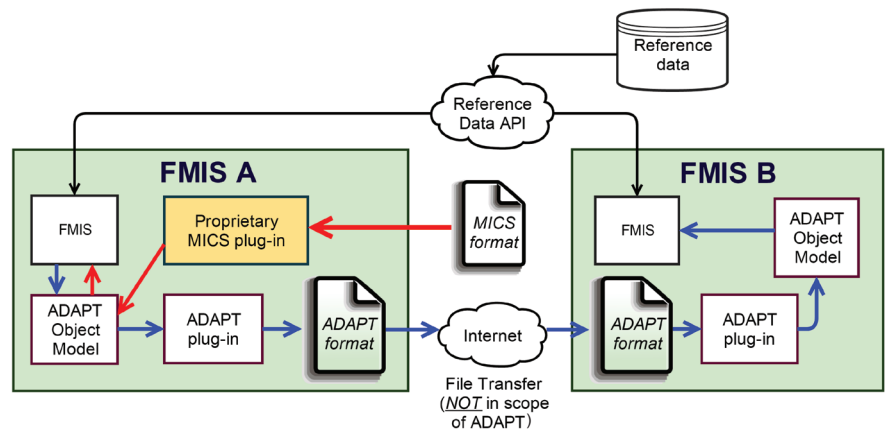 Reference
data
Reference
Data API
FMIS A
FMIS
Proprietary
MICS plug-in
MICS
format
ADAPT
Object
Model
ADAPT
plug-in
ADAPT
format
Internet
File Transfer
(NOT in scope
of ADAPT)
FMIS B
FMIS
ADAPT
Object
Model
ADAPT
format
ADAPT
plug-in